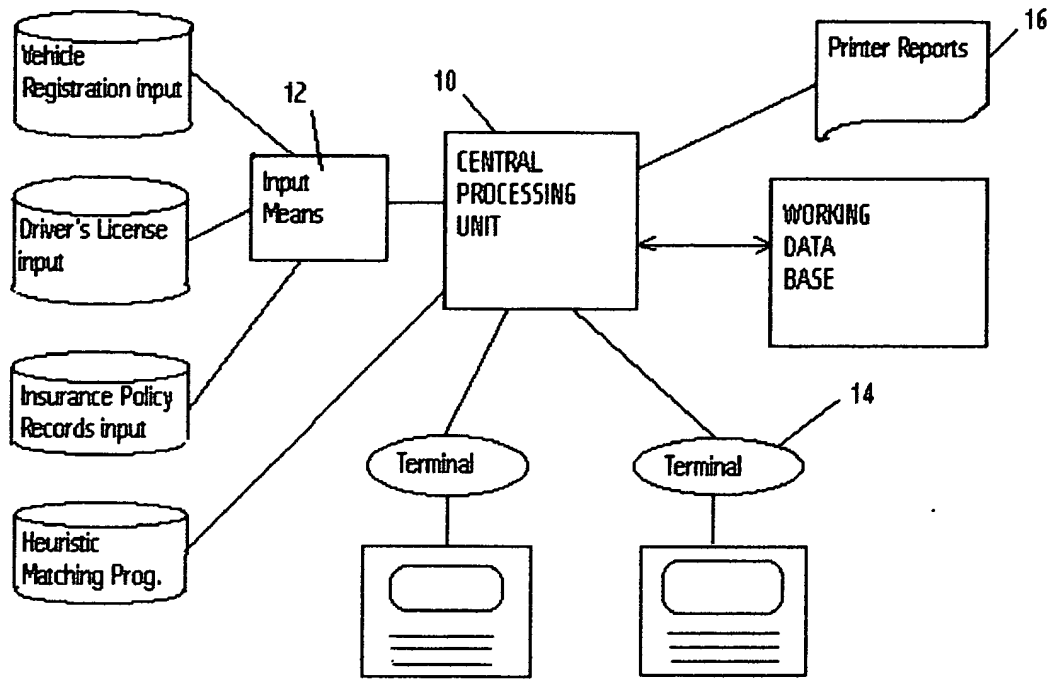 Vehicle
Registration input
12
10
16
Printer Reports
Input
Means
CENTRAL
PROCESSING
UNIT
Driver's License
input
WORKING
DATA
BASE
Insurance Policy
Records input
14
Terminal
Terminal
Heuristic
Matching Prog.